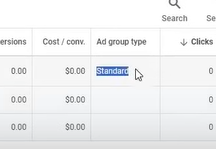 Search Se
ersions Cost / conv. Ad group type ↓ Clicks
0.00 $0.00 Standard 0
0.00 $0.00 0
0.00 $0.00 0